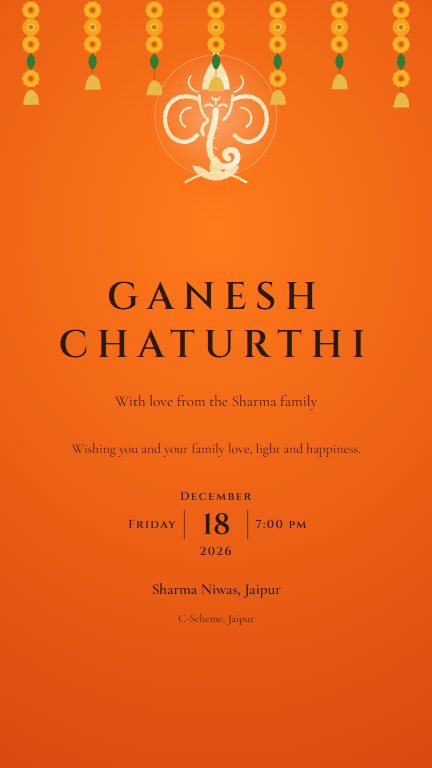 GANESH
CHATURTHI
With love from the Sharma family
Wishing you and your family love, light and happiness.
December
Friday 18 7:00 pm
2026
Sharma Niwas, Jaipur
C-Scheme, Jaipur